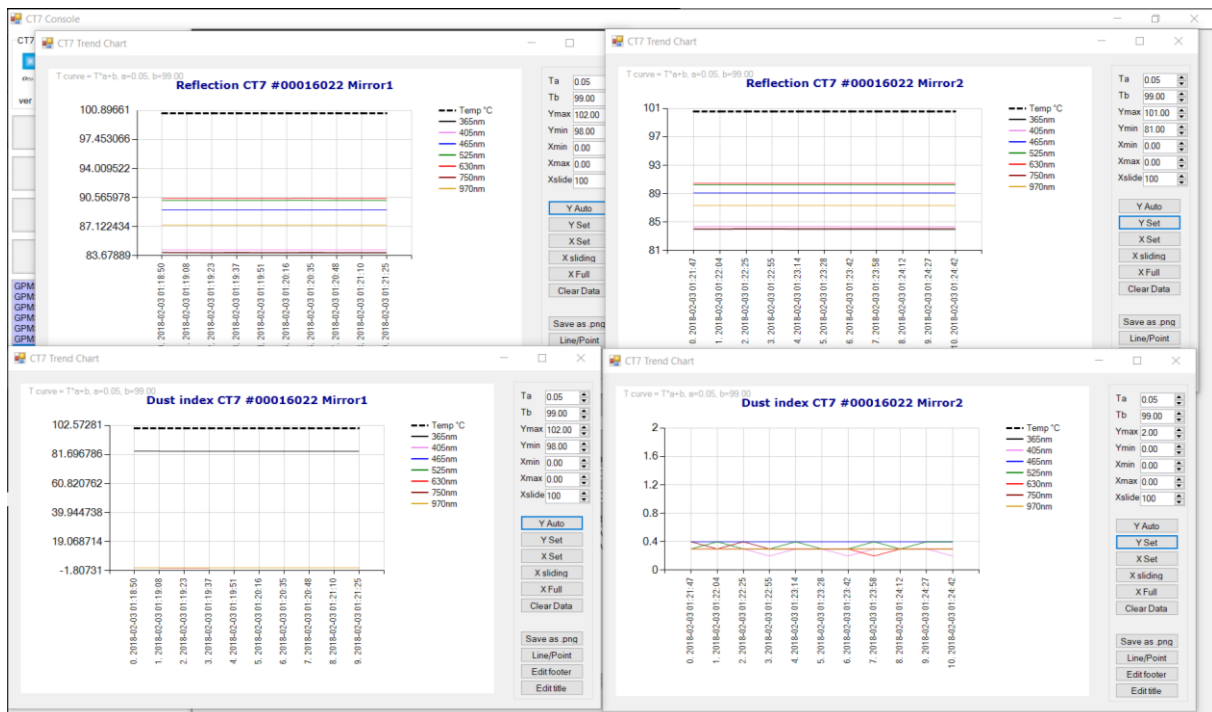 CT7 Console
CT7
ver
GPM
GPM
GPM
GPM
GPM
GPM
CT7 Trend Chart
T curve = T*a+b, a=0.05, b=99.00
Reflection CT7 #00016022 Mirror1
100.89661
97.453066
94.009522
90.565978
87.122434
83.67889
0. 2018-02-03 01:18:50
1. 2018-02-03 01:19:08
2. 2018-02-03 01:19:23
3. 2018-02-03 01:19:37
4. 2018-02-03 01:19:51
5. 2018-02-03 01:20:16
6. 2018-02-03 01:20:35
7. 2018-02-03 01:20:48
8. 2018-02-03 01:21:10
9. 2018-02-03 01:21:25
Temp °C
365nm
405nm
465nm
525nm
630nm
750nm
970nm
Ta 0.05
Tb 99.00
Ymax 102.00
Ymin 98.00
Xmin 0.00
Xmax 0.00
Xslide 100
Y Auto
Y Set
X Set
X sliding
X Full
Clear Data
Save as .png
Line/Point
CT7 Trend Chart
T curve = T*a+b, a=0.05, b=99.00
Reflection CT7 #00016022 Mirror2
101
97
93
89
85
81
0. 2018-02-03 01:21:47
1. 2018-02-03 01:22:04
2. 2018-02-03 01:22:25
3. 2018-02-03 01:22:55
4. 2018-02-03 01:23:14
5. 2018-02-03 01:23:28
6. 2018-02-03 01:23:42
7. 2018-02-03 01:23:58
8. 2018-02-03 01:24:12
9. 2018-02-03 01:24:27
10. 2018-02-03 01:24:42
Temp °C
365nm
405nm
465nm
525nm
630nm
750nm
970nm
Ta 0.05
Tb 99.00
Ymax 101.00
Ymin 81.00
Xmin 0.00
Xmax 0.00
Xslide 100
Y Auto
Y Set
X Set
X sliding
X Full
Clear Data
Save as .png
Line/Point
CT7 Trend Chart
T curve = T*a+b, a=0.05, b=99.00
Dust index CT7 #00016022 Mirror1
102.57281
81.696786
60.820762
39.944738
19.068714
-1.80731
0. 2018-02-03 01:18:50
1. 2018-02-03 01:19:08
2. 2018-02-03 01:19:23
3. 2018-02-03 01:19:37
4. 2018-02-03 01:19:51
5. 2018-02-03 01:20:16
6. 2018-02-03 01:20:35
7. 2018-02-03 01:20:48
8. 2018-02-03 01:21:10
9. 2018-02-03 01:21:25
Temp °C
365nm
405nm
465nm
525nm
630nm
750nm
970nm
Ta 0.05
Tb 99.00
Ymax 102.00
Ymin 98.00
Xmin 0.00
Xmax 0.00
Xslide 100
Y Auto
Y Set
X Set
X sliding
X Full
Clear Data
Save as .png
Line/Point
Edit footer
Edit title
CT7 Trend Chart
T curve = T*a+b, a=0.05, b=99.00
Dust index CT7 #00016022 Mirror2
2
1.6
1.2
0.8
0.4
0
0. 2018-02-03 01:21:47
1. 2018-02-03 01:22:04
2. 2018-02-03 01:22:25
3. 2018-02-03 01:22:55
4. 2018-02-03 01:23:14
5. 2018-02-03 01:23:28
6. 2018-02-03 01:23:42
7. 2018-02-03 01:23:58
8. 2018-02-03 01:24:12
9. 2018-02-03 01:24:27
10. 2018-02-03 01:24:42
Temp °C
365nm
405nm
465nm
525nm
630nm
750nm
970nm
Ta 0.05
Tb 99.00
Ymax 2.00
Ymin 0.00
Xmin 0.00
Xmax 0.00
Xslide 100
Y Auto
Y Set
X Set
X sliding
X Full
Clear Data
Save as .png
Line/Point
Edit footer
Edit title